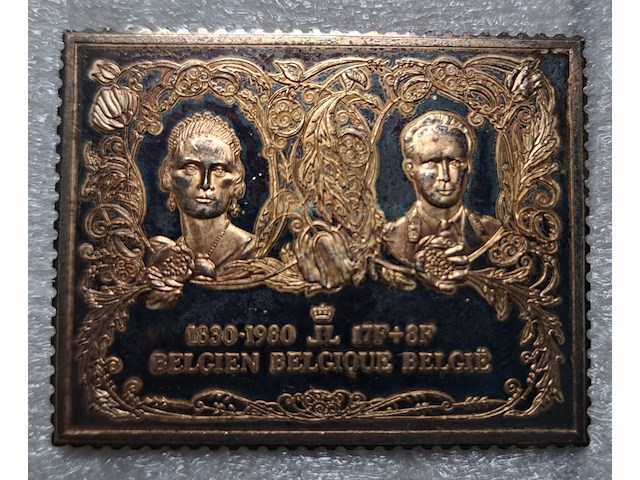 1830-1980 JL 17F+8F
BELGIEN BELGIQUE BELGIË